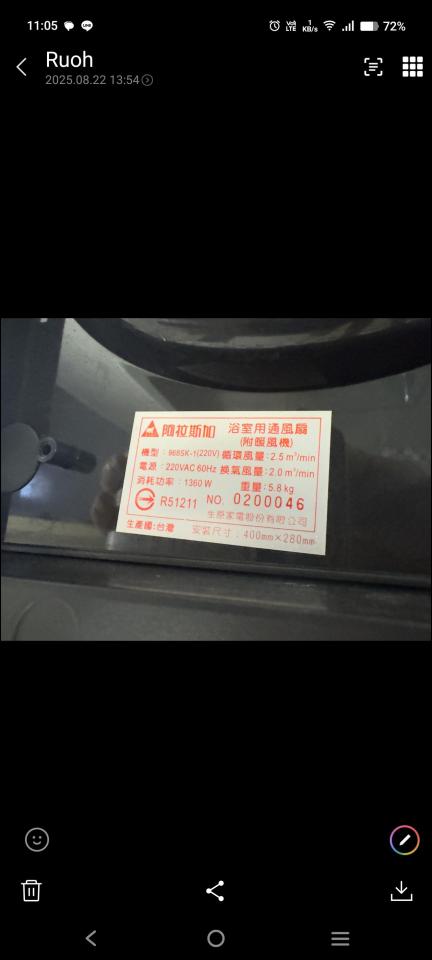 11:05
Vo) LTE
1 KB/s
72%
Ruoh
2025.08.22 13:54
阿拉斯加 浴室用通風扇
(附暖風機)
機型：968SK-1(220V) 循環風量：2.5 m³/min
電源：220VAC 60Hz 換氣風量：2.0 m³/min
消耗功率：1360 W 重量：5.8 kg
R51211 NO. 0200046
生原家電股份有限公司
生產國:台灣 安裝尺寸：400mm×280mm